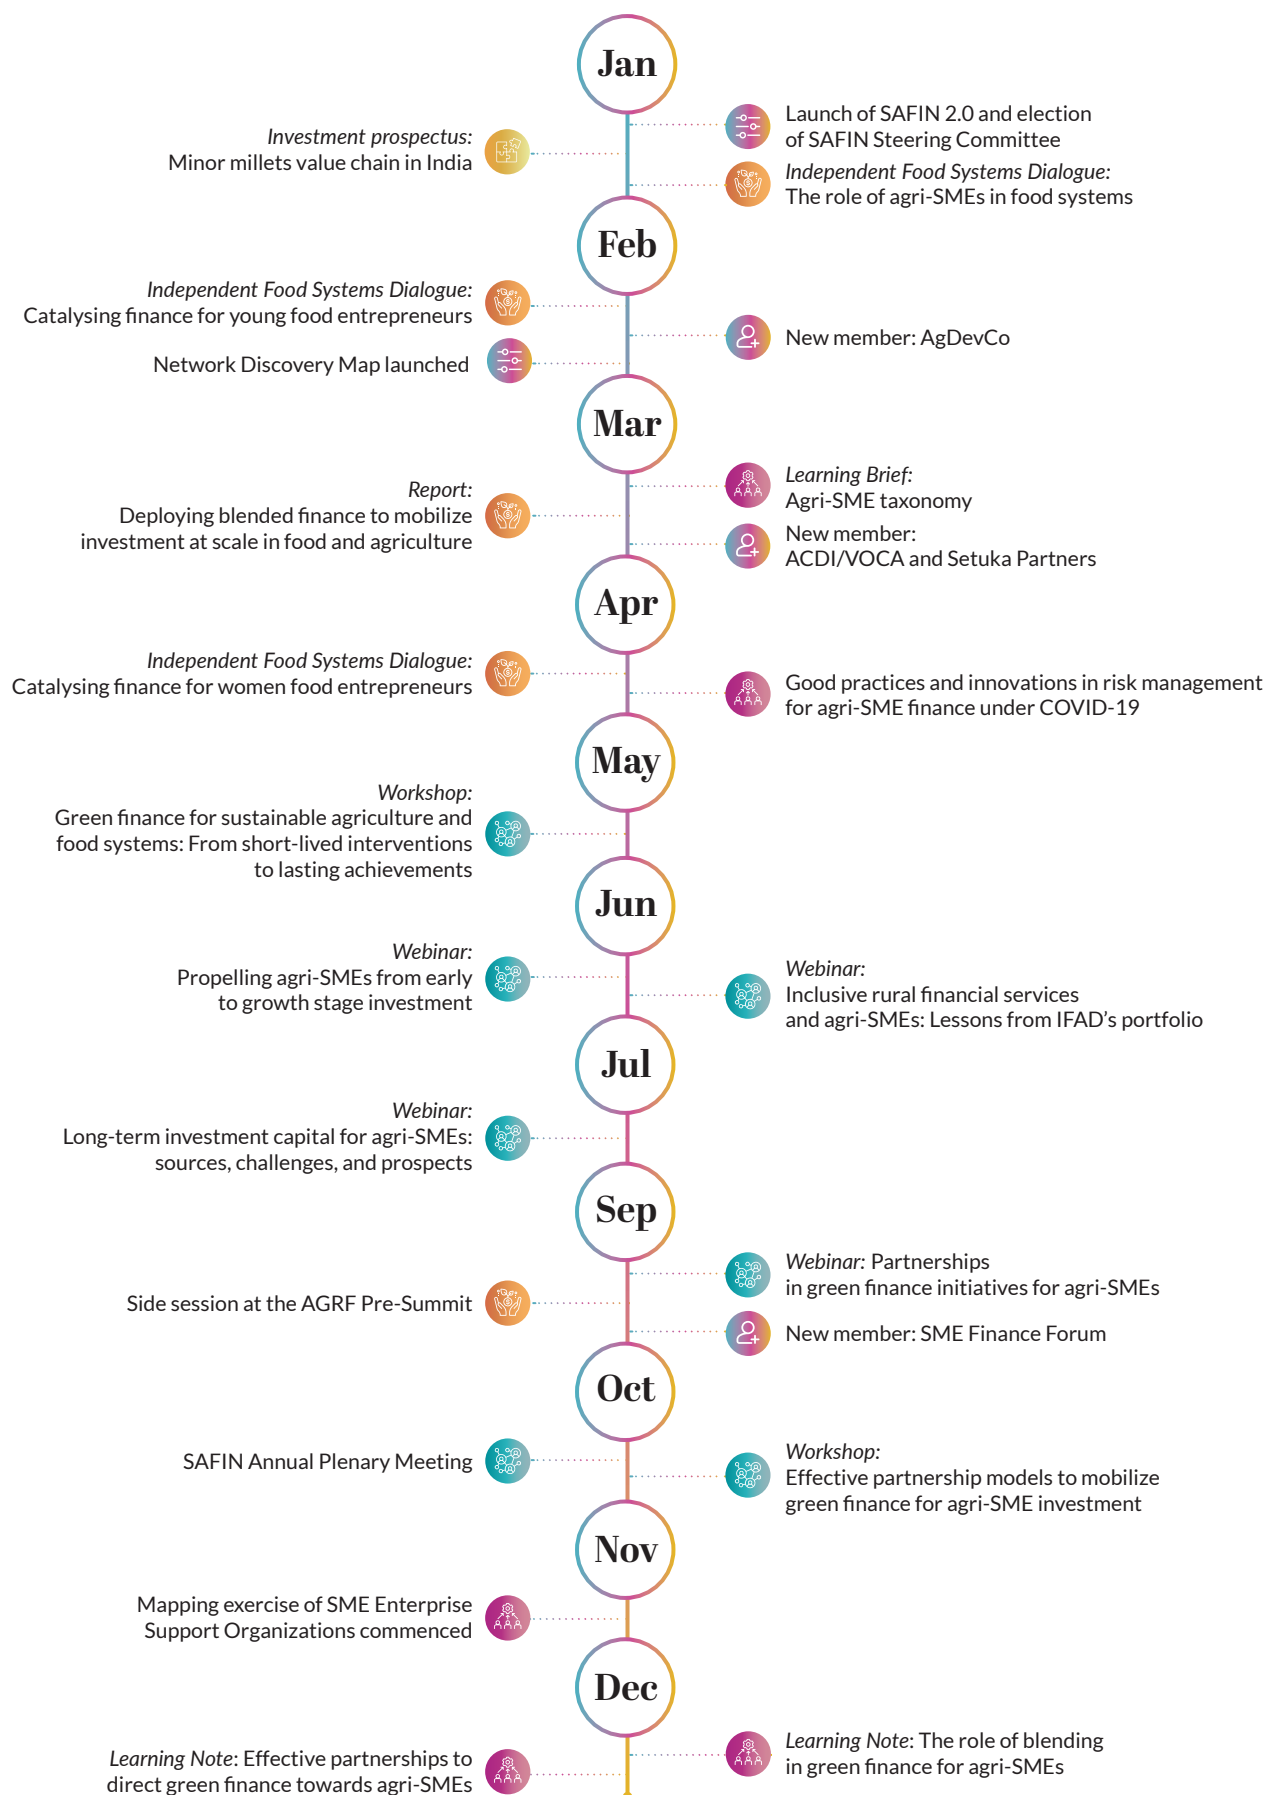 Jan
Launch of SAFIN 2.0 and election
of SAFIN Steering Committee
Investment prospectus:
Minor millets value chain in India
Independent Food Systems Dialogue:
The role of agri-SMEs in food systems
Feb
Independent Food Systems Dialogue:
Catalysing finance for young food entrepreneurs
New member: AgDevCo
Network Discovery Map launched
Mar
Learning Brief:
Agri-SME taxonomy
Report:
Deploying blended finance to mobilize
investment at scale in food and agriculture
New member:
ACDI/VOCA and Setuka Partners
Apr
Independent Food Systems Dialogue:
Catalysing finance for women food entrepreneurs
Good practices and innovations in risk management
for agri-SME finance under COVID-19
May
Workshop:
Green finance for sustainable agriculture and
food systems: From short-lived interventions
to lasting achievements
Jun
Webinar:
Propelling agri-SMEs from early
to growth stage investment
Webinar:
Inclusive rural financial services
and agri-SMEs: Lessons from IFAD’s portfolio
Jul
Webinar:
Long-term investment capital for agri-SMEs:
sources, challenges, and prospects
Sep
Webinar: Partnerships
in green finance initiatives for agri-SMEs
Side session at the AGRF Pre-Summit
New member: SME Finance Forum
Oct
SAFIN Annual Plenary Meeting
Workshop:
Effective partnership models to mobilize
green finance for agri-SME investment
Nov
Mapping exercise of SME Enterprise
Support Organizations commenced
Dec
Learning Note: The role of blending
in green finance for agri-SMEs
Learning Note: Effective partnerships to
direct green finance towards agri-SMEs